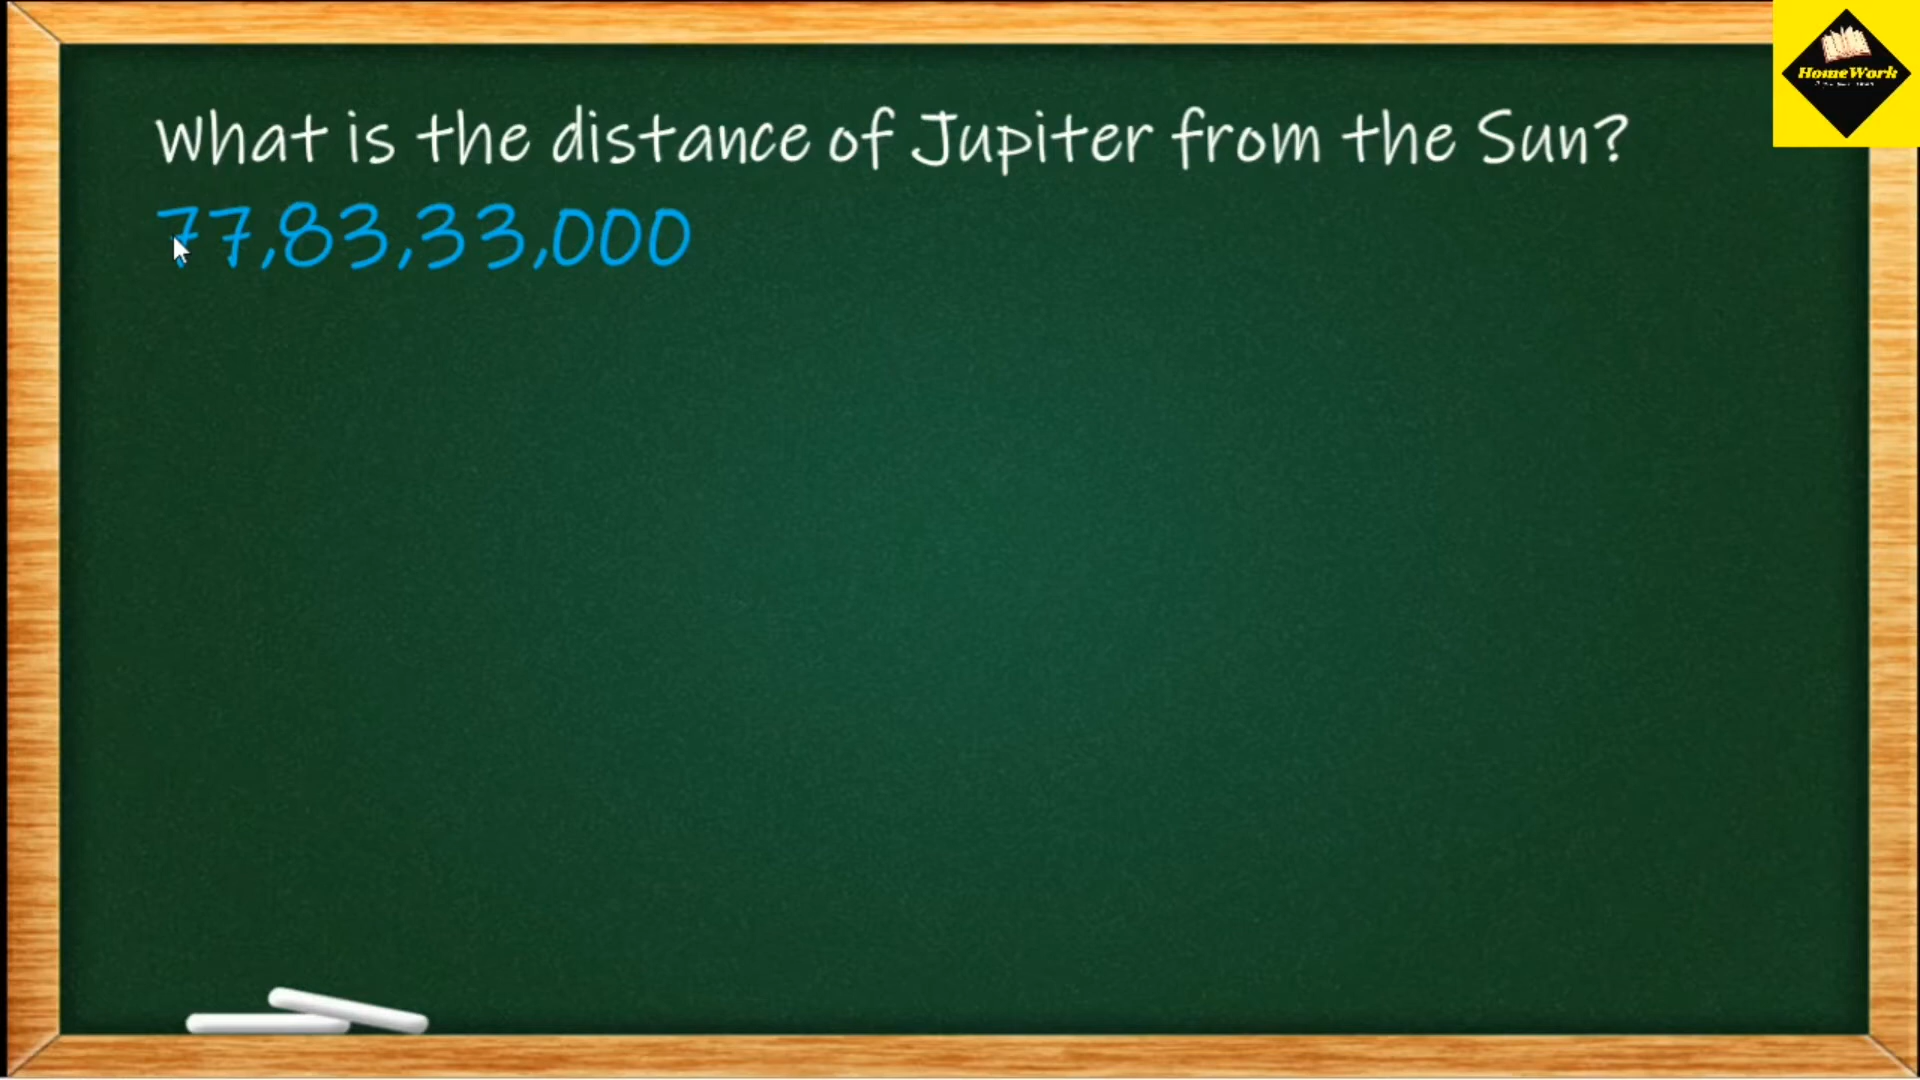 What is the distance of Jupiter from the Sun?
77,83,33,000
HomeWork